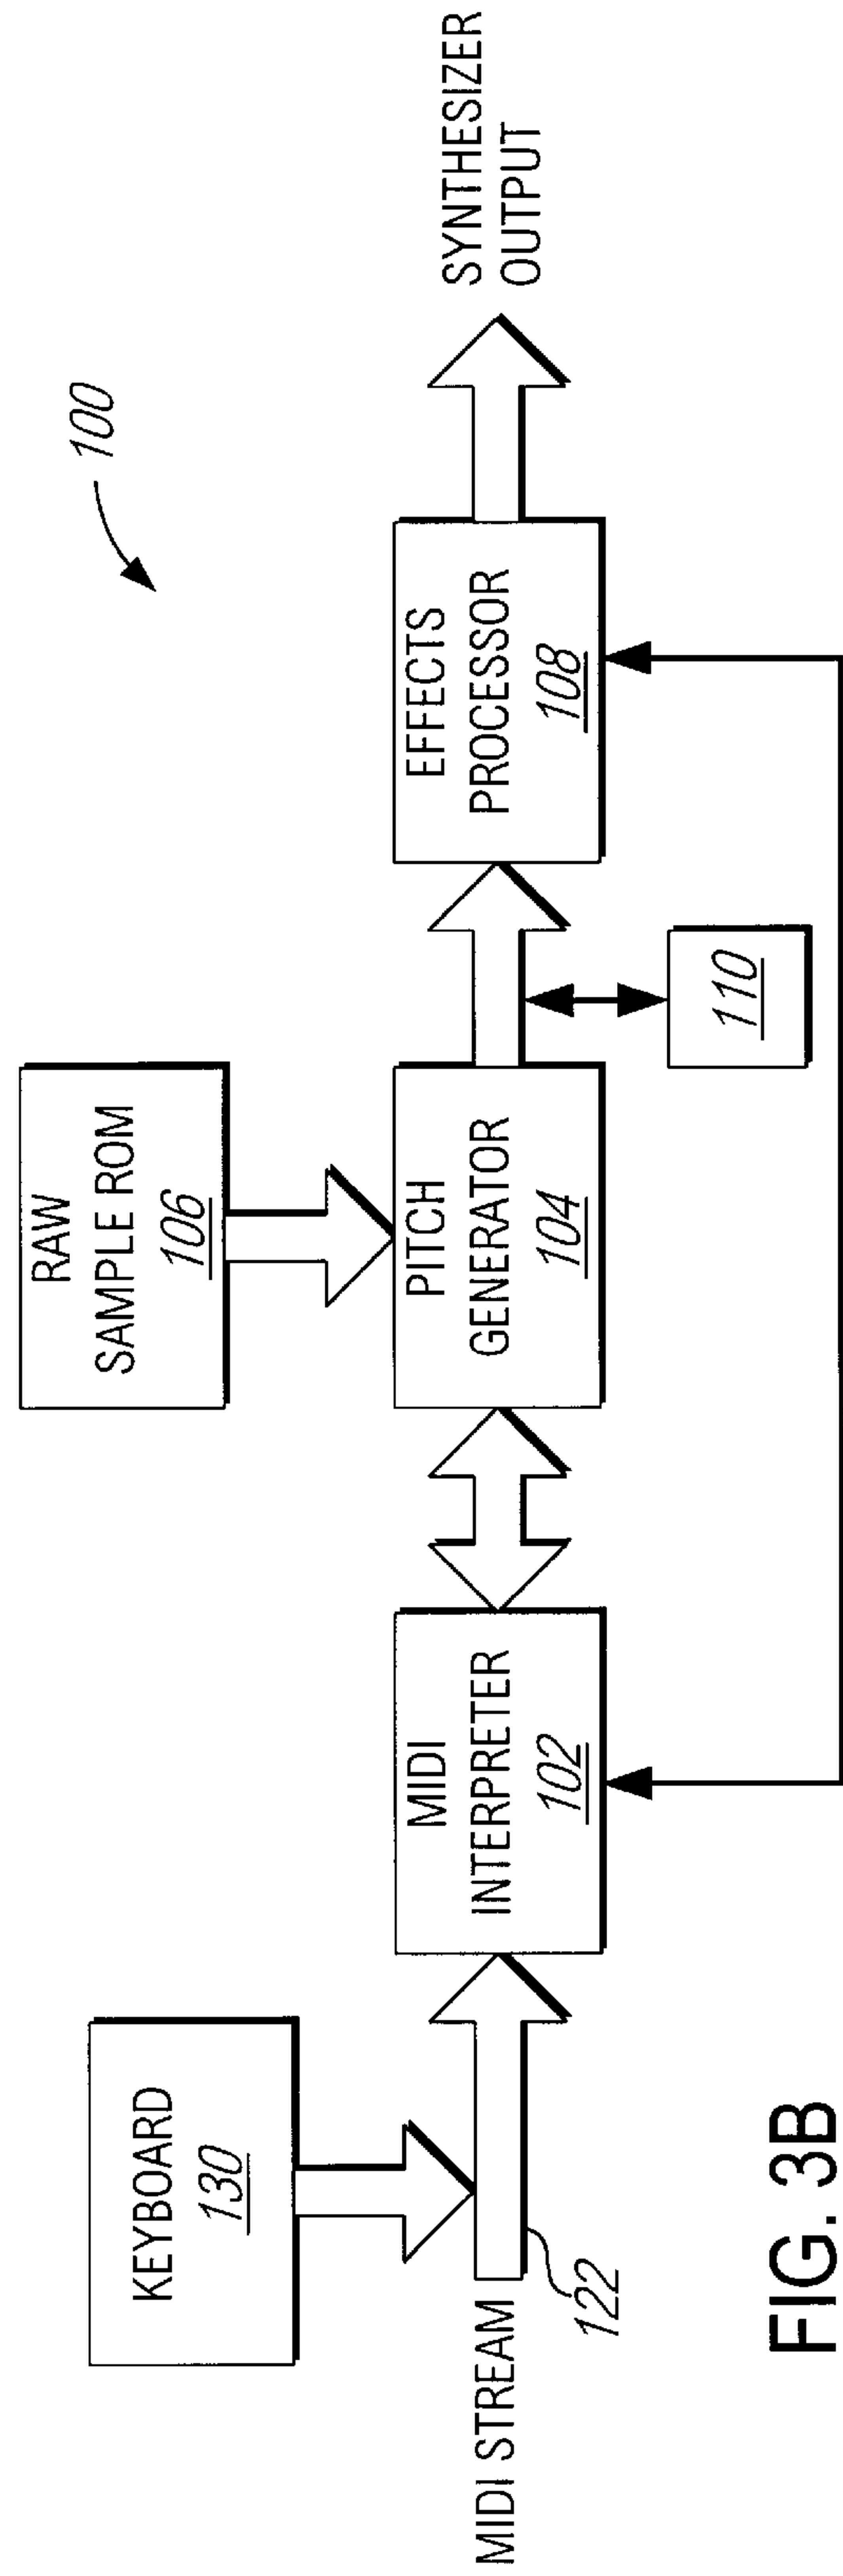 100
RAW
SAMPLE ROM
106
KEYBOARD
130
MIDI STREAM
122
MIDI
INTERPRETER
102
PITCH
GENERATOR
104
110
EFFECTS
PROCESSOR
108
SYNTHESIZER
OUTPUT
FIG. 3B